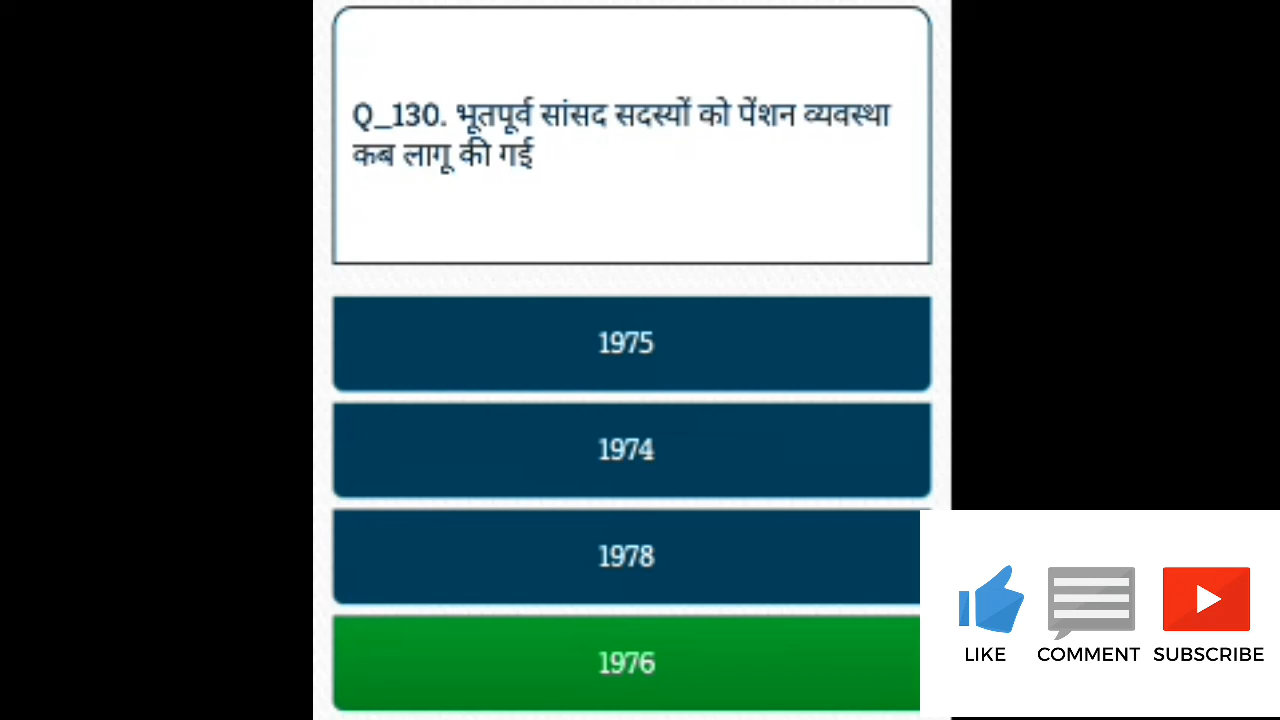 Q_130. भूतपूर्व सांसद सदस्यों को पेंशन व्यवस्था
कब लागू की गई
1975
1974
1978
1976
LIKE COMMENT SUBSCRIBE